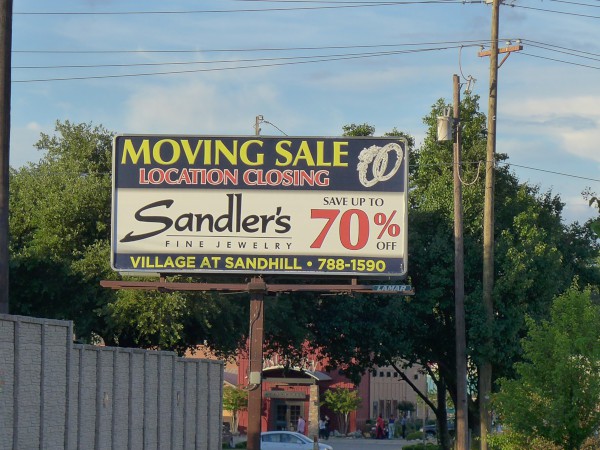 MOVING SALE
LOCATION CLOSING
Sandler's
FINE JEWELRY
SAVE UP TO
70% OFF
VILLAGE AT SANDHILL • 788-1590
LAMAR